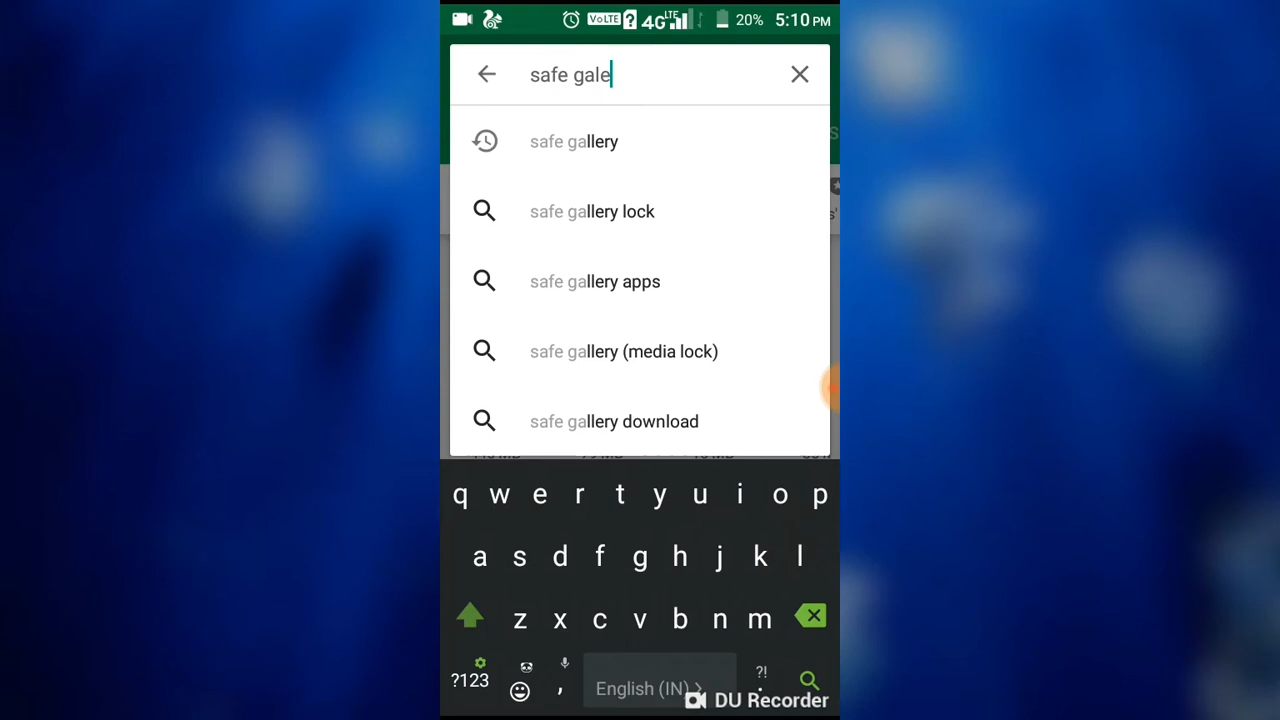 VoLTE ? 4G LTE 20% 5:10 PM
safe gale
safe gallery
safe gallery lock
safe gallery apps
safe gallery (media lock)
safe gallery download
q w e r t y u i o p
a s d f g h j k l
z x c v b n m
?123 , English (IN) > ?! .
DU Recorder